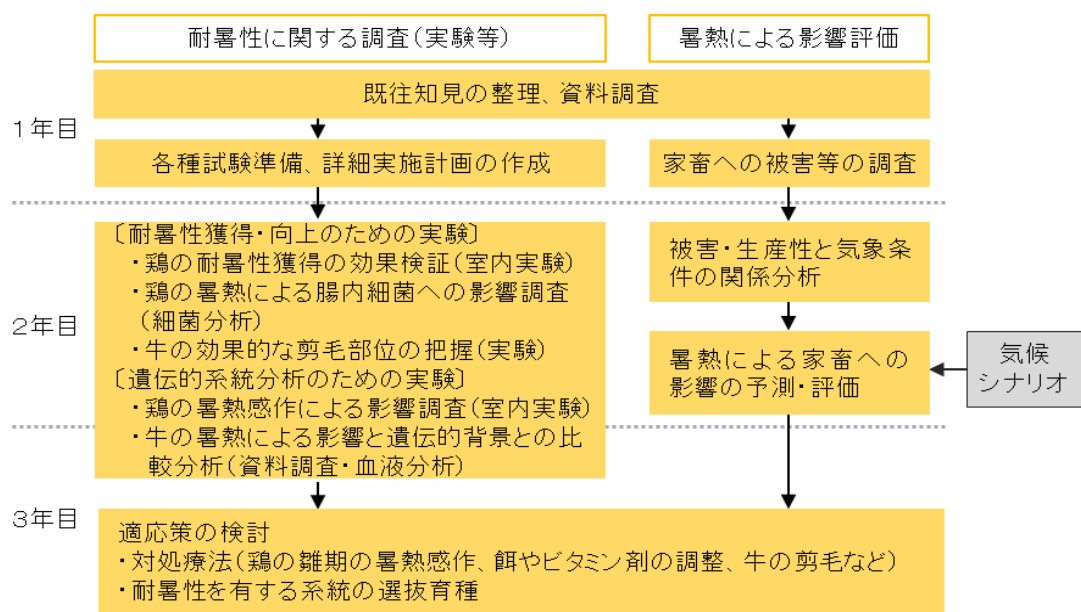 耐暑性に関する調査(実験等)
暑熱による影響評価
既往知見の整理、資料調査
1年目
各種試験準備、詳細実施計画の作成
家畜への被害等の調査
〔耐暑性獲得・向上のための実験〕
・鶏の耐暑性獲得の効果検証(室内実験)
・鶏の暑熱による腸内細菌への影響調査
(細菌分析)
・牛の効果的な剪毛部位の把握(実験)
〔遺伝的系統分析のための実験〕
・鶏の暑熱感作による影響調査(室内実験)
・牛の暑熱による影響と遺伝的背景との比
較分析(資料調査・血液分析)
被害・生産性と気象条
件の関係分析
2年目
暑熱による家畜への
影響の予測・評価
気候
シナリオ
3年目
適応策の検討
・対処療法(鶏の雛期の暑熱感作、餌やビタミン剤の調整、牛の剪毛など)
・耐暑性を有する系統の選抜育種